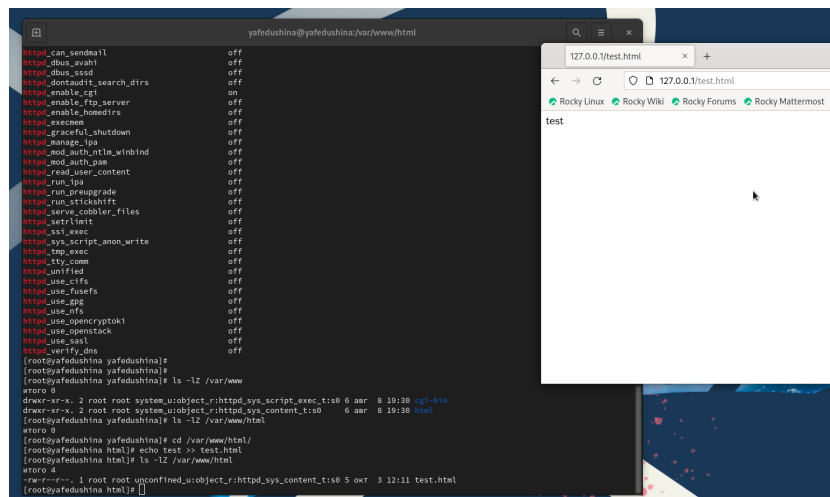 yafedushina@yafedushina:/var/www/html
httpd_can_sendmail off
httpd_dbus_avahi off
httpd_dbus_sssd off
httpd_dontaudit_search_dirs off
httpd_enable_cgi on
httpd_enable_ftp_server off
httpd_enable_homedirs off
httpd_execmem off
httpd_graceful_shutdown off
httpd_manage_ipa off
httpd_mod_auth_ntlm_winbind off
httpd_mod_auth_pam off
httpd_read_user_content off
httpd_run_ipa off
httpd_run_preupgrade off
httpd_run_stickshift off
httpd_serve_cobbler_files off
httpd_setrlimit off
httpd_ssi_exec off
httpd_sys_script_anon_write off
httpd_tmp_exec off
httpd_tty_comm off
httpd_unified off
httpd_use_cifs off
httpd_use_fusefs off
httpd_use_gpg off
httpd_use_nfs off
httpd_use_opencryptoki off
httpd_use_openstack off
httpd_use_sasl off
httpd_verify_dns off
[root@yafedushina yafedushina]#
[root@yafedushina yafedushina]#
[root@yafedushina yafedushina]# ls -lZ /var/www
итого 0
drwxr-xr-x. 2 root root system_u:object_r:httpd_sys_script_exec_t:s0 6 авг 8 19:30 cgi-bin
drwxr-xr-x. 2 root root system_u:object_r:httpd_sys_content_t:s0 6 авг 8 19:30 html
[root@yafedushina yafedushina]# ls -lZ /var/www/html
итого 0
[root@yafedushina yafedushina]# cd /var/www/html/
[root@yafedushina html]# echo test >> test.html
[root@yafedushina html]# ls -lZ /var/www/html
итого 4
-rw-r--r--. 1 root root unconfined_u:object_r:httpd_sys_content_t:s0 5 окт 3 12:11 test.html
[root@yafedushina html]#
127.0.0.1/test.html
127.0.0.1/test.html
Rocky Linux Rocky Wiki Rocky Forums Rocky Mattermost
test